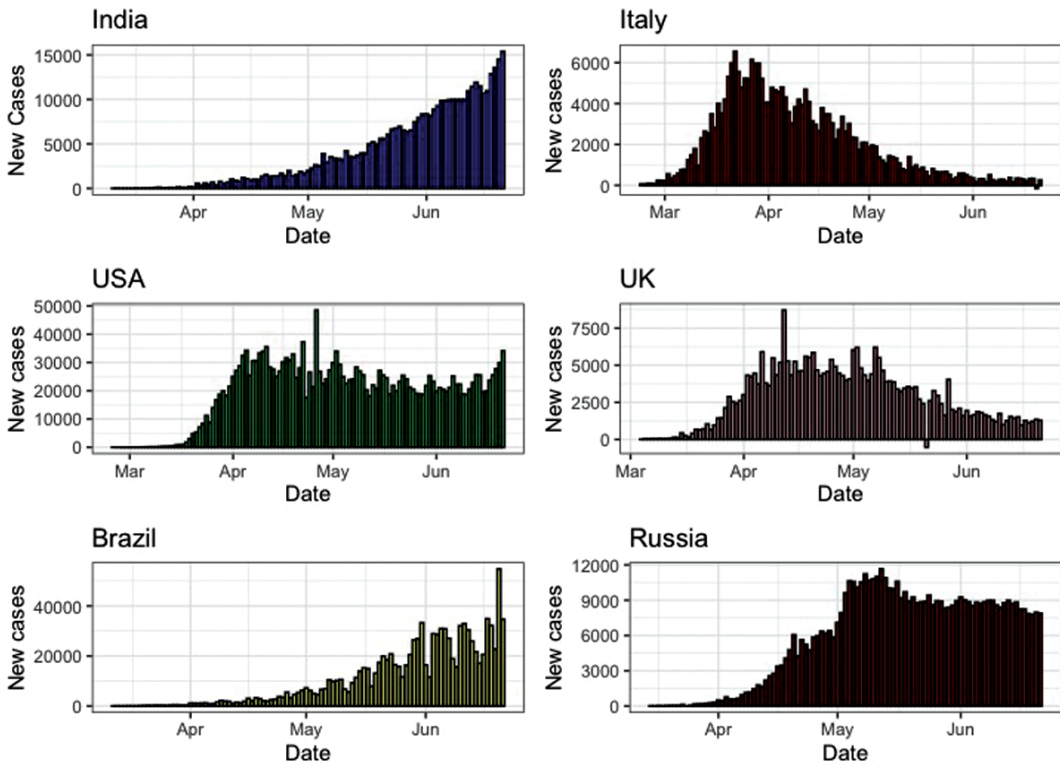 India
Italy
New Cases
15000
10000
5000
0
Apr
May
Jun
Date
New cases
6000
4000
2000
0
Mar
Apr
May
Jun
Date
USA
UK
New cases
50000
40000
30000
20000
10000
0
Mar
Apr
May
Jun
Date
New cases
7500
5000
2500
0
Mar
Apr
May
Jun
Date
Brazil
Russia
New cases
40000
20000
0
Apr
May
Jun
Date
New cases
12000
9000
6000
3000
0
Apr
May
Jun
Date